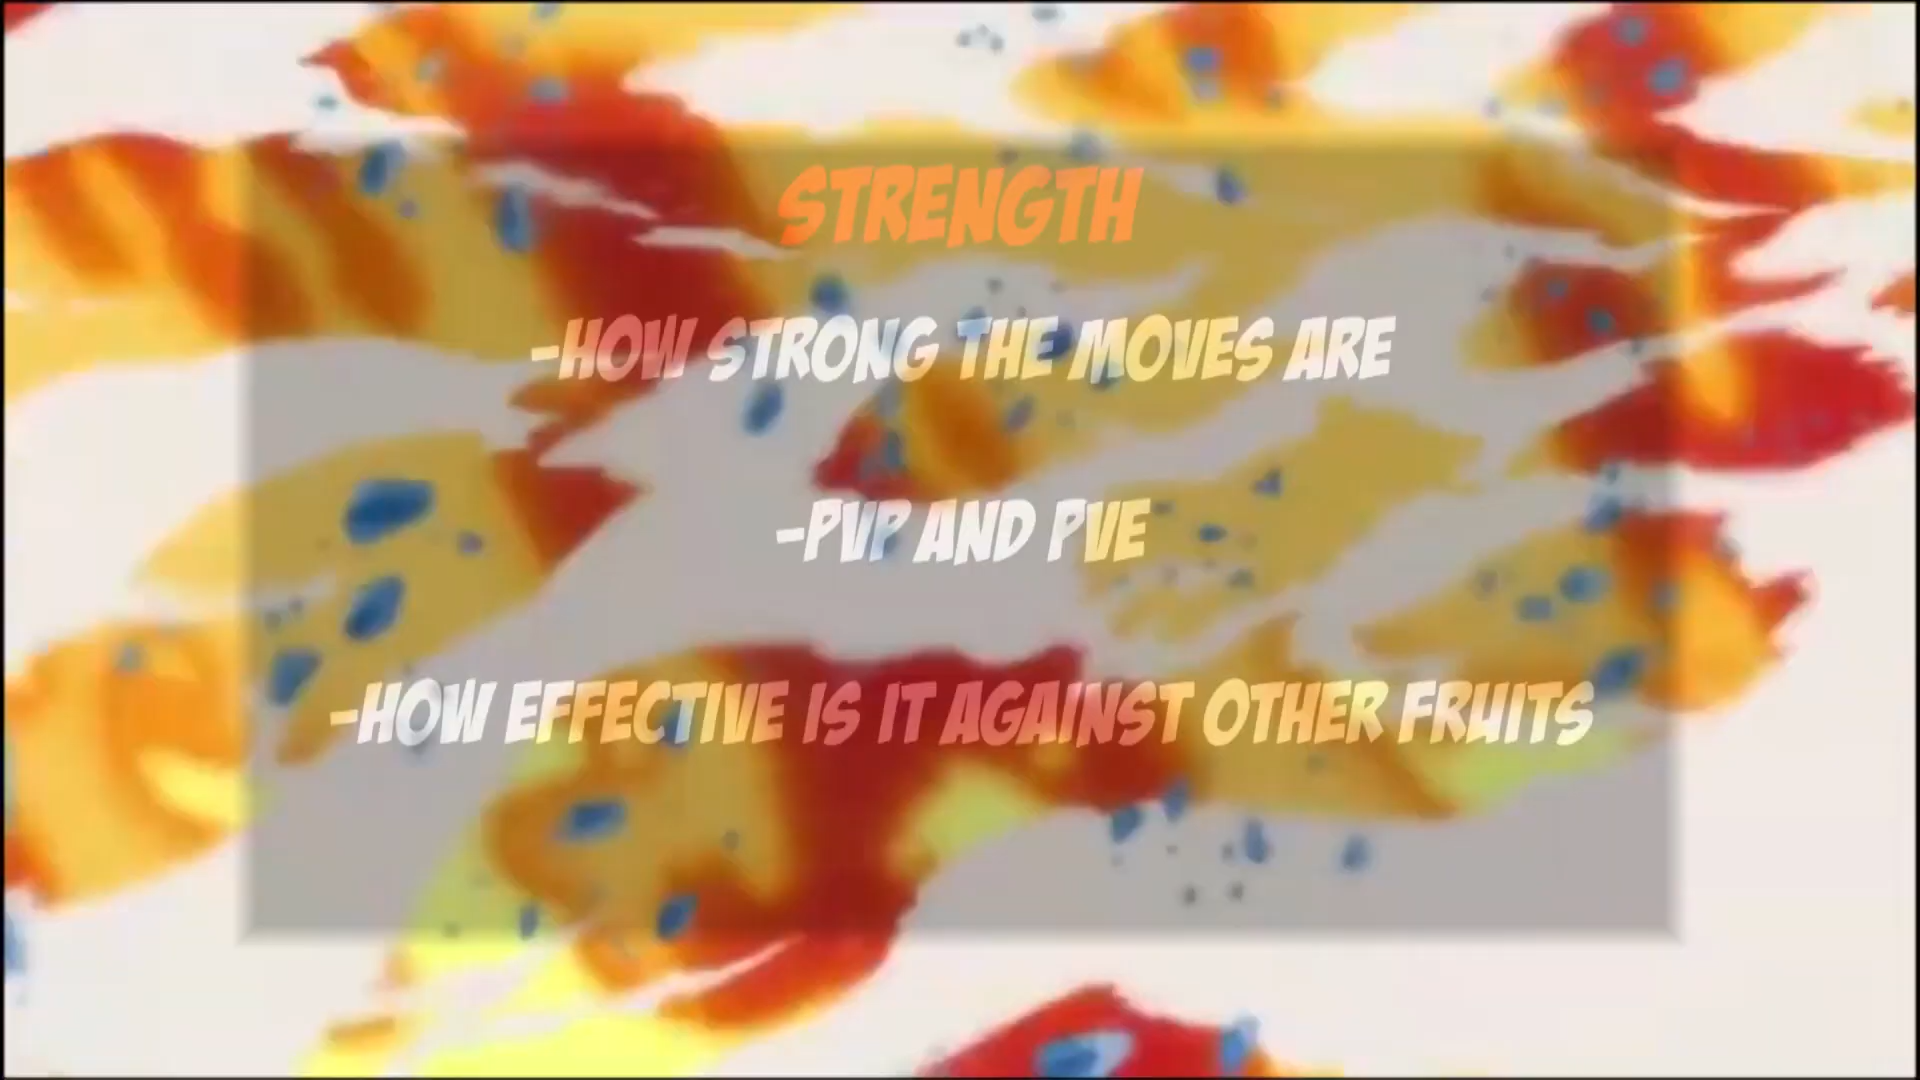 STRENGTH
-HOW STRONG THE MOVES ARE
-PVP AND PVE
-HOW EFFECTIVE IS IT AGAINST OTHER FRUITS